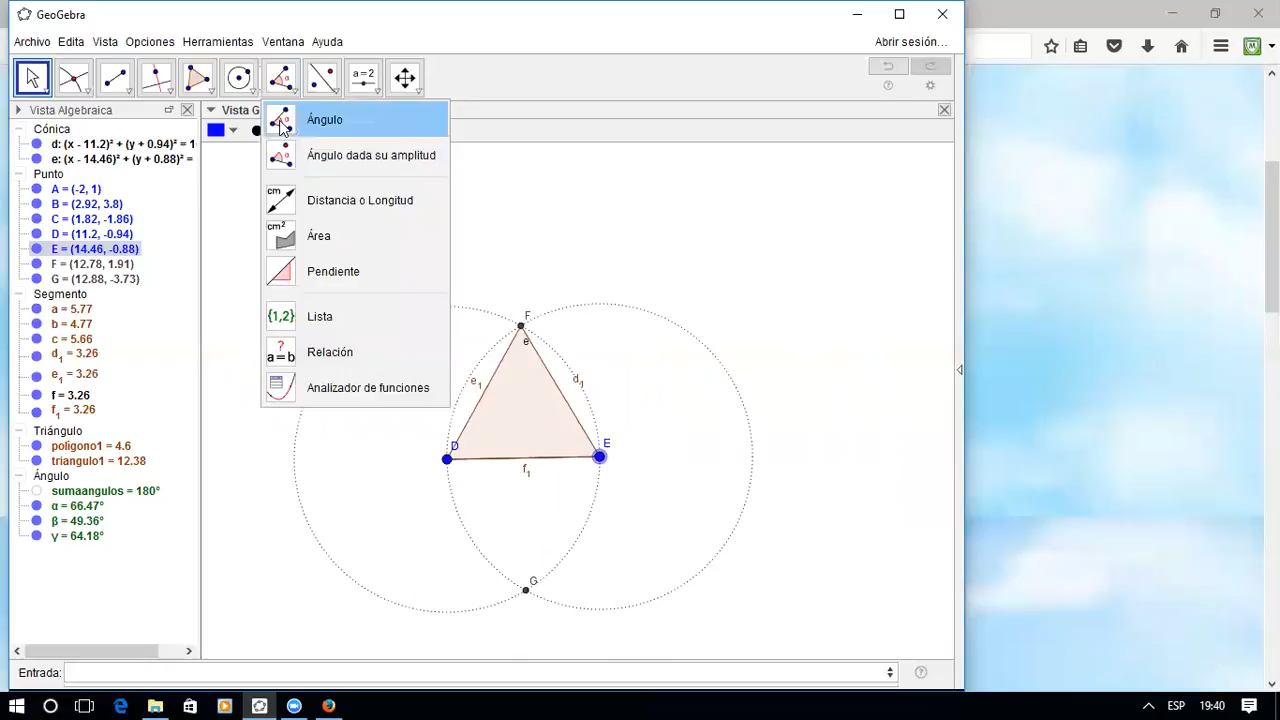 GeoGebra
Archivo Edita Vista Opciones Herramientas Ventana Ayuda Abrir sesión...
a=2
Vista Algebraica
Vista G
Cónica
d: (x - 11.2)² + (y + 0.94)² = 1
e: (x - 14.46)² + (y + 0.88)² =
Punto
A = (-2, 1)
B = (2.92, 3.8)
C = (1.82, -1.86)
D = (11.2, -0.94)
E = (14.46, -0.88)
F = (12.78, 1.91)
G = (12.88, -3.73)
Segmento
a = 5.77
b = 4.77
c = 5.66
d₁ = 3.26
e₁ = 3.26
f = 3.26
f₁ = 3.26
Triángulo
polígono1 = 4.6
triangulo1 = 12.38
Ángulo
sumaangulos = 180°
α = 66.47°
β = 49.36°
γ = 64.18°
Ángulo
Ángulo dada su amplitud
cm Distancia o Longitud
cm² Área
Pendiente
{1,2} Lista
? a=b Relación
Analizador de funciones
F
e
e₁
d₁
D
E
f₁
G
Entrada:
ESP 19:40